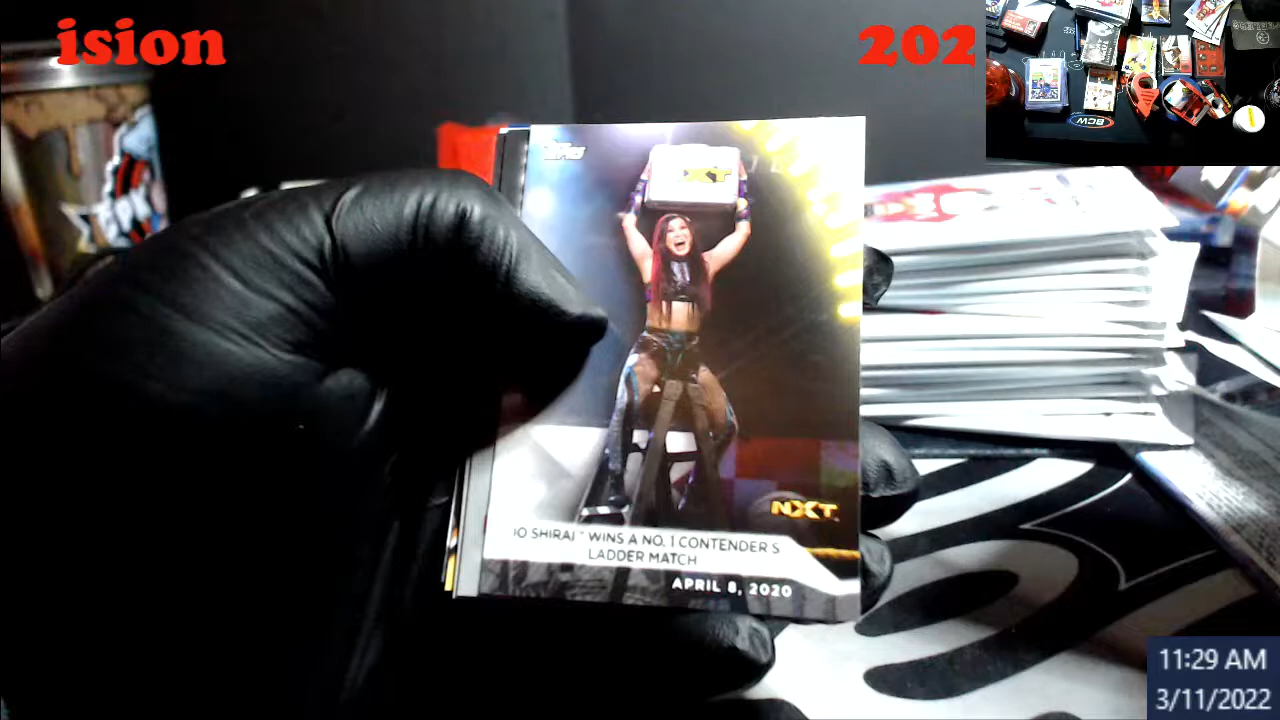 ision
202
BCW
NXT
IO SHIRAI™ WINS A NO. 1 CONTENDER'S
LADDER MATCH
APRIL 8, 2020
11:29 AM
3/11/2022